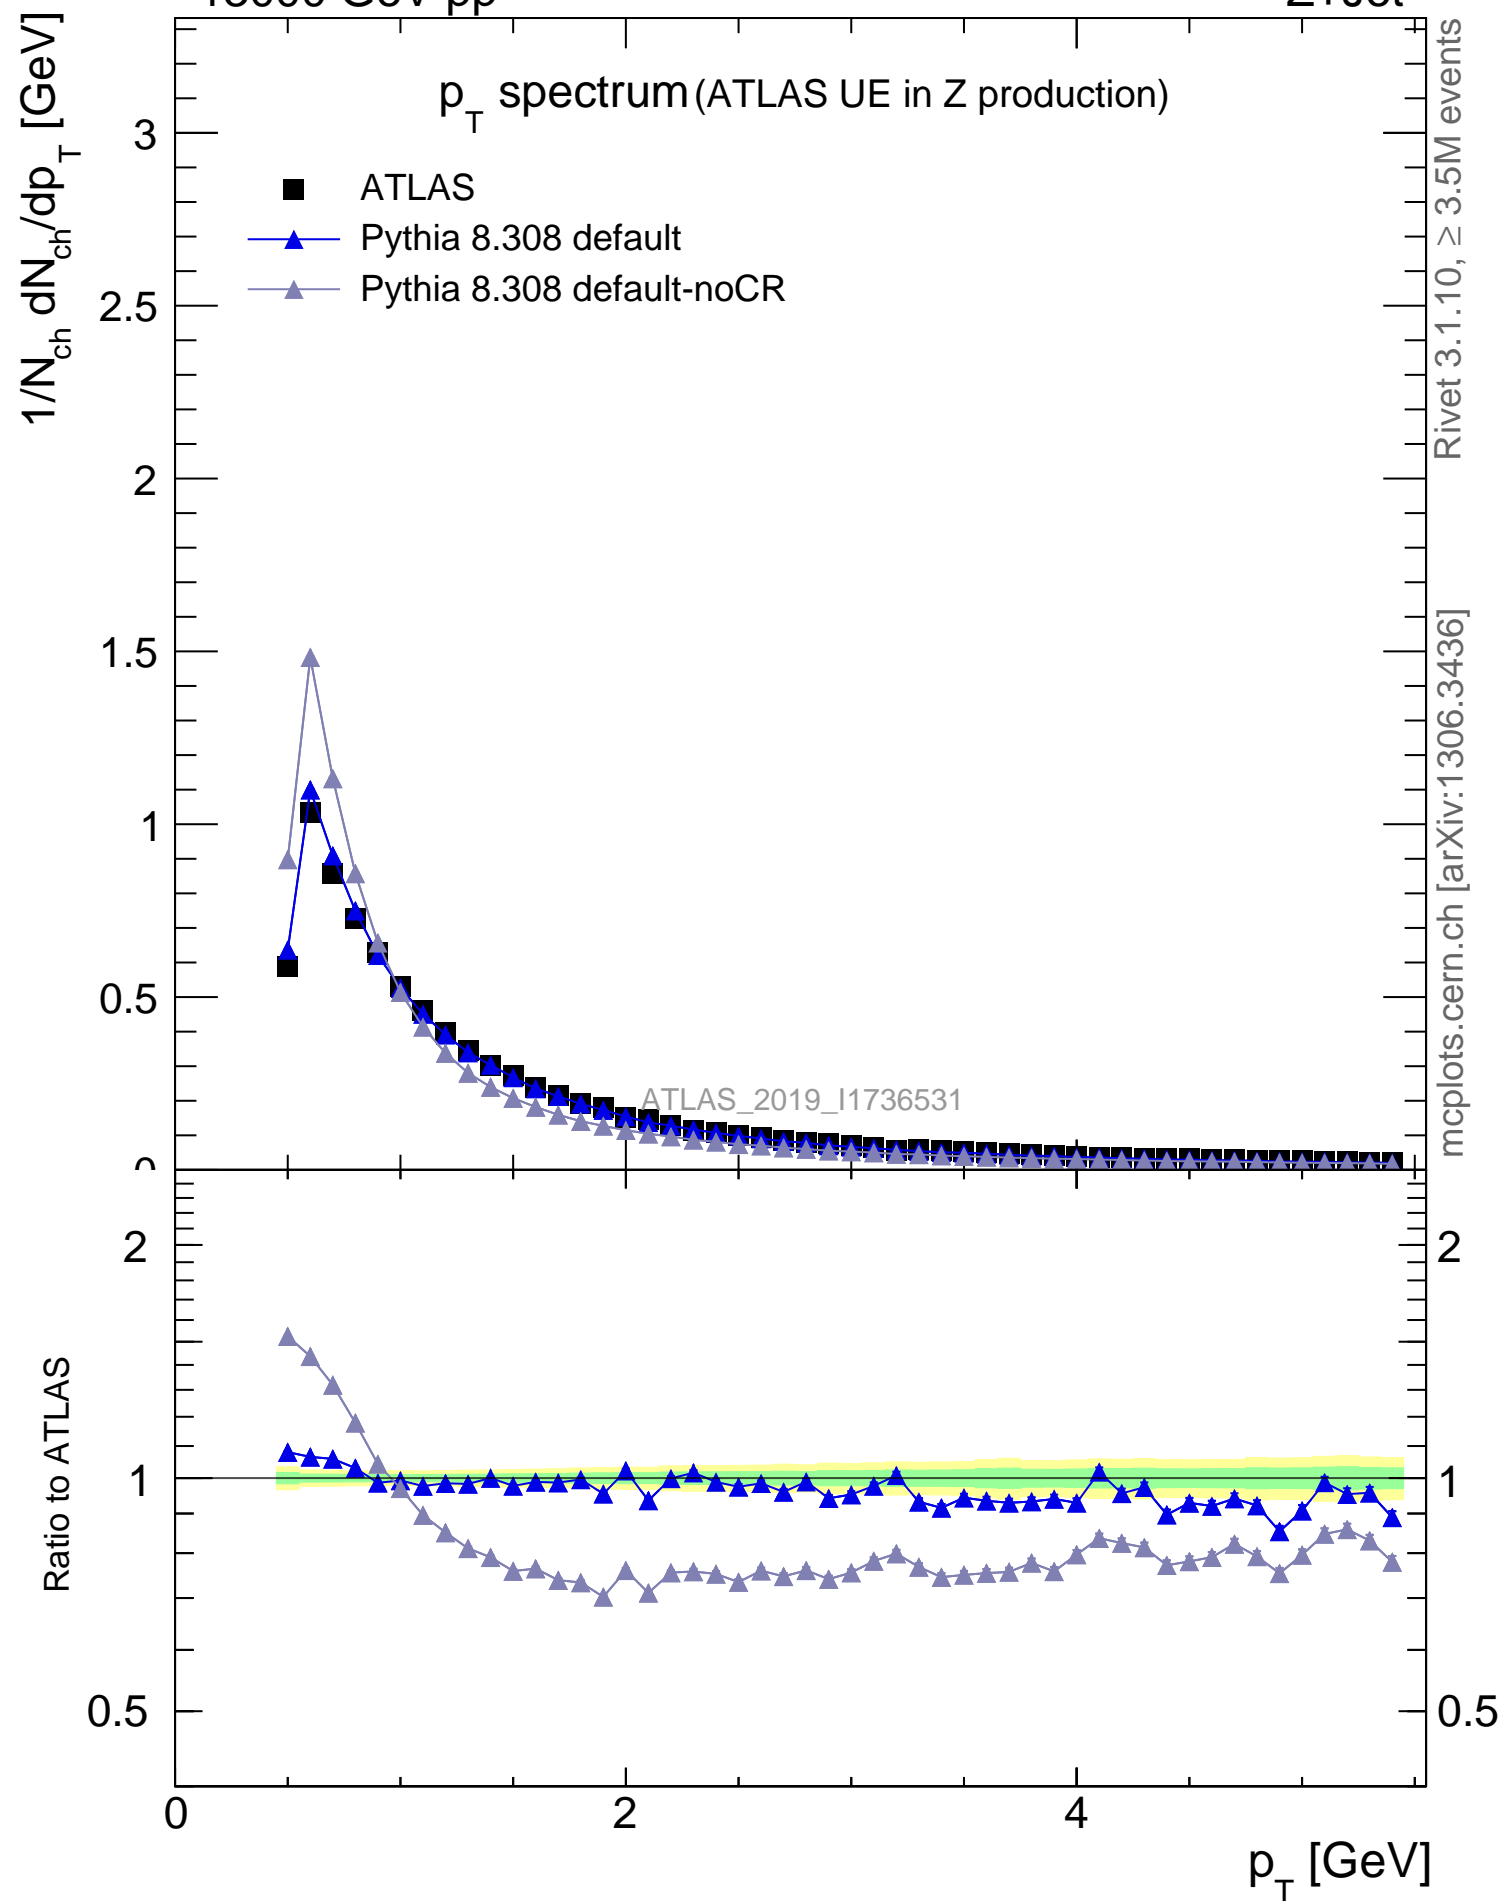 p_T spectrum (ATLAS UE in Z production)
ATLAS
Pythia 8.308 default
Pythia 8.308 default-noCR
1/N_ch dN_ch/dp_T [GeV]
3
2.5
2
1.5
1
0.5
0
ATLAS_2019_I1736531
Rivet 3.1.10, ≥ 3.5M events
mcplots.cern.ch [arXiv:1306.3436]
Ratio to ATLAS
2
1
0.5
2
1
0.5
0
2
4
p_T [GeV]